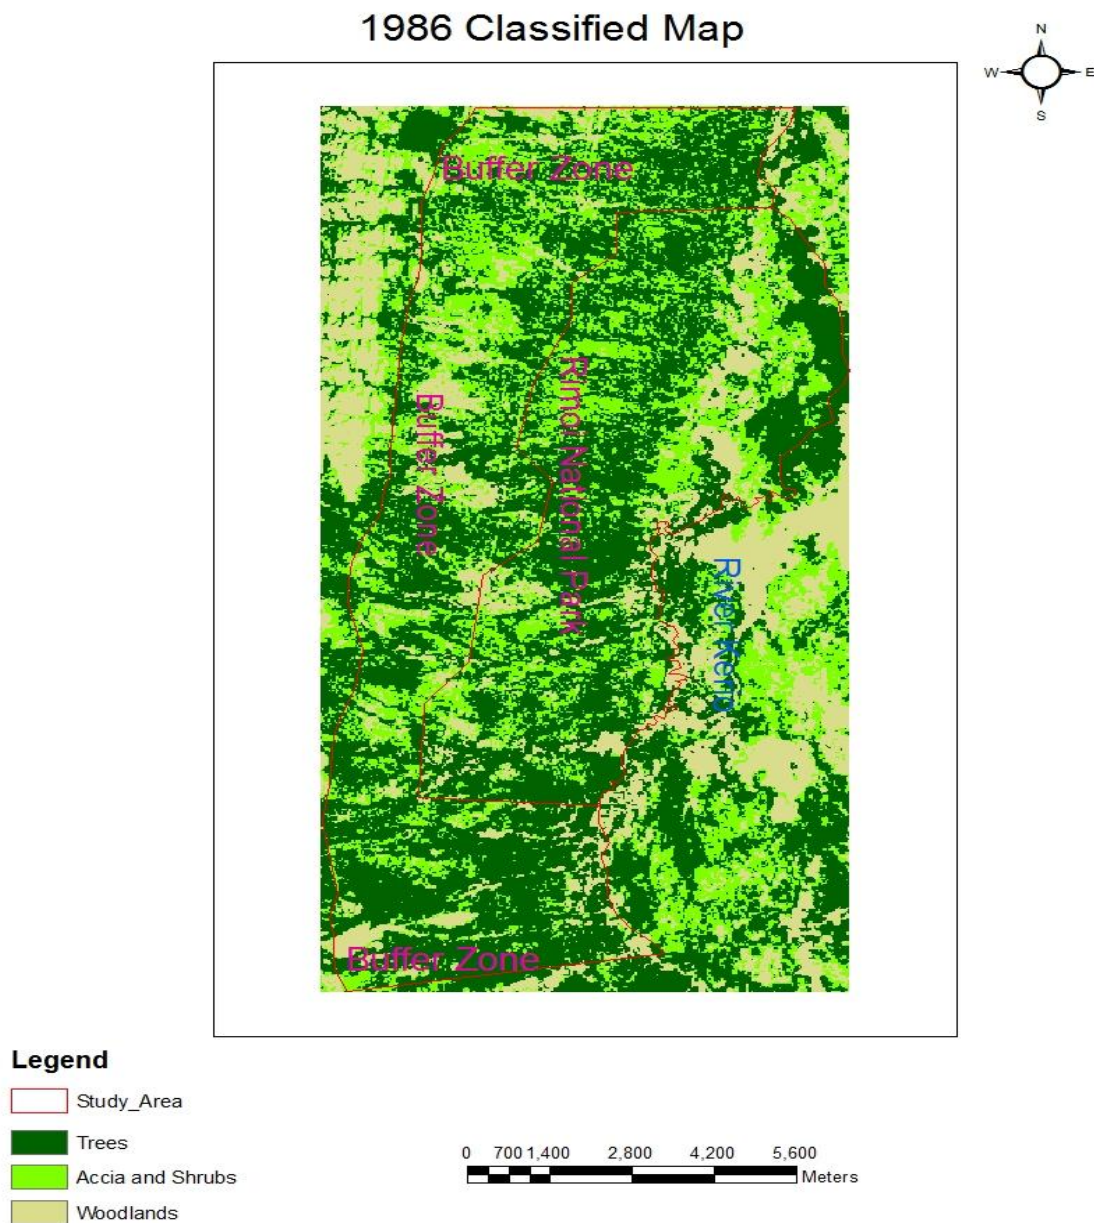 1986 Classified Map
N
W E
S
Buffer Zone
Rimoi National Park
Buffer Zone
River Kerio
Buffer Zone
Legend
Study_Area
Trees
Accia and Shrubs
Woodlands
0 700 1,400 2,800 4,200 5,600
Meters